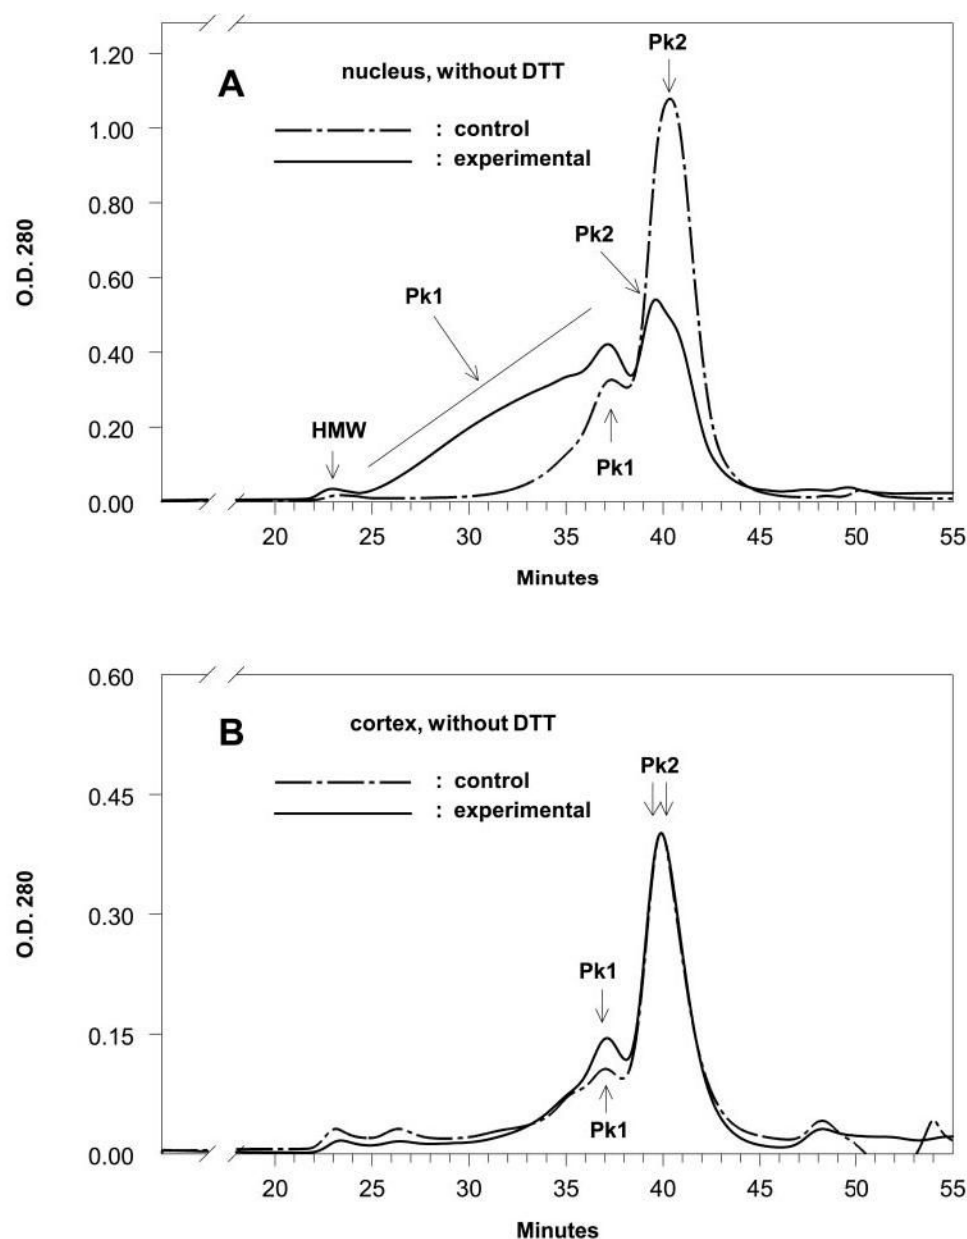 1.20
1.00
0.80
0.60
0.40
0.20
0.00
O.D. 280
A
nucleus, without DTT
: control
: experimental
Pk2
Pk2
Pk1
HMW
Pk1
20 25 30 35 40 45 50 55
Minutes
0.60
0.45
0.30
0.15
0.00
O.D. 280
B
cortex, without DTT
: control
: experimental
Pk2
Pk1
Pk1
20 25 30 35 40 45 50 55
Minutes